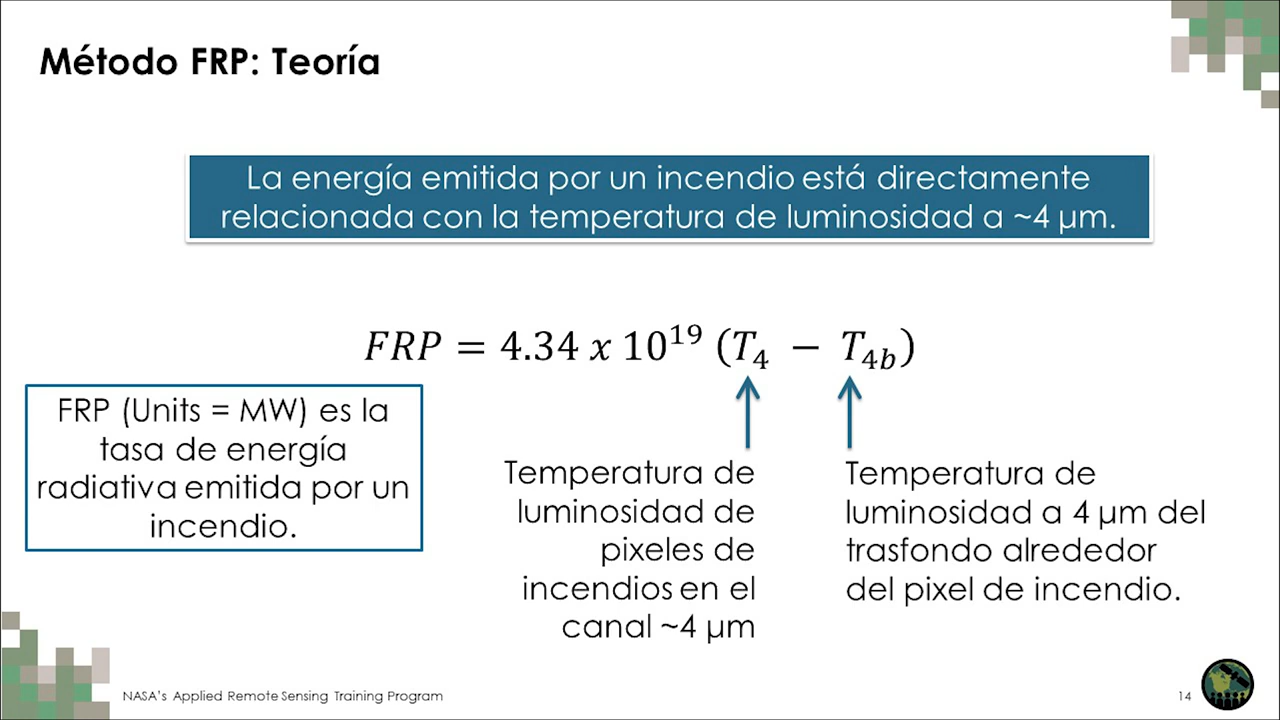 Método FRP: Teoría
La energía emitida por un incendio está directamente
relacionada con la temperatura de luminosidad a ~4 µm.
FRP = 4.34 x 10¹⁹ (T₄ − T₄b)
FRP (Units = MW) es la
tasa de energía
radiativa emitida por un
incendio.
Temperatura de
luminosidad de
pixeles de
incendios en el
canal ~4 µm
Temperatura de
luminosidad a 4 µm del
trasfondo alrededor
del pixel de incendio.
NASA's Applied Remote Sensing Training Program
14